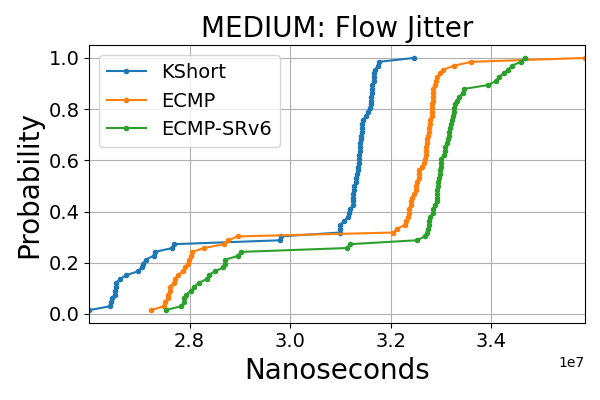 MEDIUM: Flow Jitter
KShort
ECMP
ECMP-SRv6
Probability
1.0
0.8
0.6
0.4
0.2
0.0
2.8 3.0 3.2 3.4
1e7
Nanoseconds